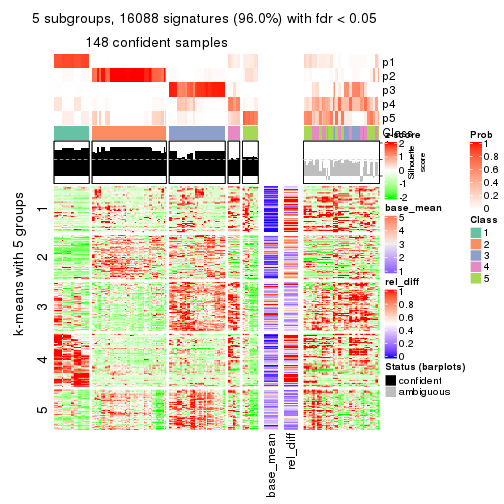 5 subgroups, 16088 signatures (96.0%) with fdr < 0.05
148 confident samples
p1
p2
p3
p4
p5
Class
Silhouette
score
k-means with 5 groups
1
2
3
4
5
base_mean
rel_diff
z-score
2
1
0
-1
-2
base_mean
5
4
3
2
1
rel_diff
1
0.8
0.6
0.4
0.2
0
Status (barplots)
confident
ambiguous
Prob
1
0.8
0.6
0.4
0.2
0
Class
1
2
3
4
5